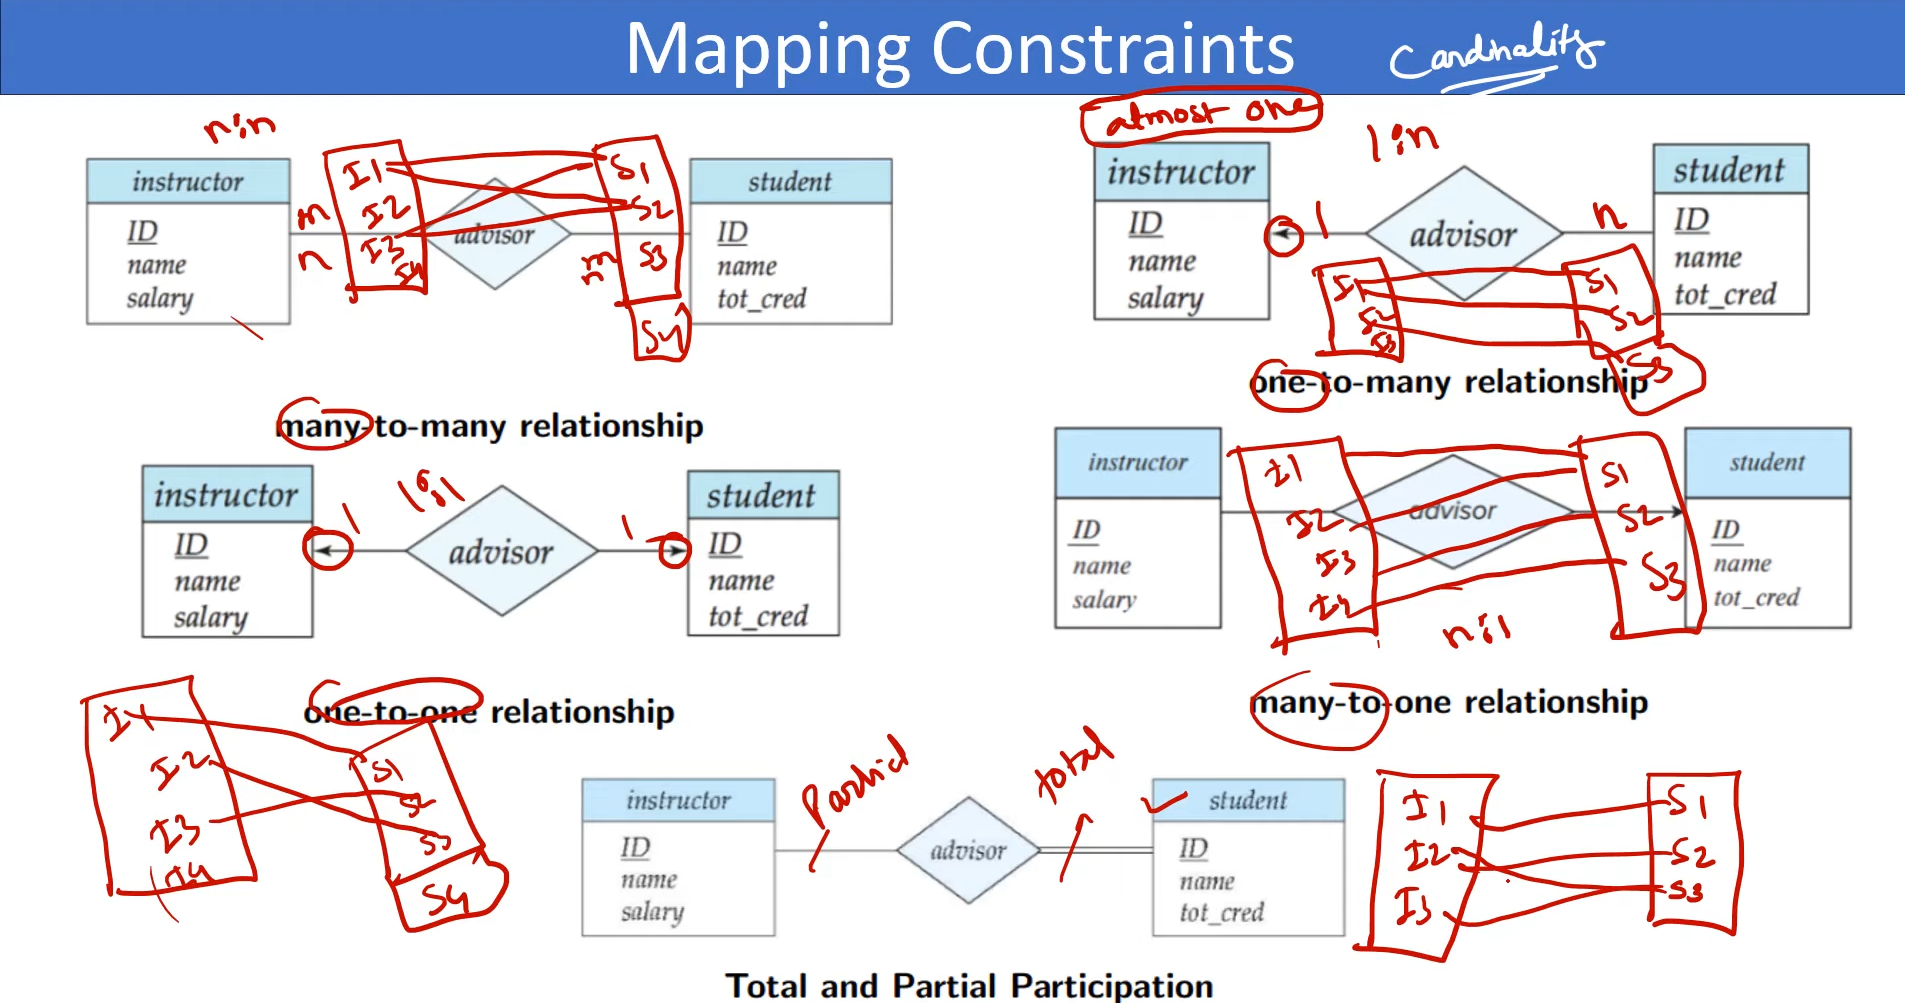 Mapping Constraints
Cardinality
n:n
instructor
ID
name
salary
m
n
I1
I2
I3
I4
advisor
S1
S2
S3
S4
m
n
student
ID
name
tot_cred
many-to-many relationship
atmost one
1:n
instructor
ID
name
salary
1
advisor
n
I1
I2
I3
S1
S2
S3
student
ID
name
tot_cred
one-to-many relationship
instructor
ID
name
salary
1
1:1
advisor
1
student
ID
name
tot_cred
one-to-one relationship
I1
I2
I3
I4
S1
S2
S3
S4
instructor
ID
name
salary
I1
I2
I3
I4
advisor
n:1
S1
S2
S3
student
ID
name
tot_cred
many-to-one relationship
instructor
ID
name
salary
Partial
advisor
total
student
ID
name
tot_cred
I1
I2
I3
S1
S2
S3
Total and Partial Participation